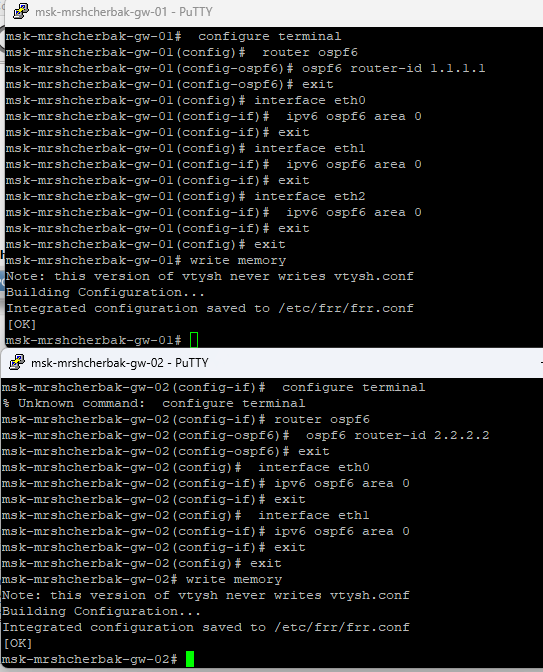 msk-mrshcherbak-gw-01 - PuTTY
msk-mrshcherbak-gw-01#  configure terminal
msk-mrshcherbak-gw-01(config)#  router ospf6
msk-mrshcherbak-gw-01(config-ospf6)# ospf6 router-id 1.1.1.1
msk-mrshcherbak-gw-01(config-ospf6)# exit
msk-mrshcherbak-gw-01(config)# interface eth0
msk-mrshcherbak-gw-01(config-if)#  ipv6 ospf6 area 0
msk-mrshcherbak-gw-01(config-if)# exit
msk-mrshcherbak-gw-01(config)# interface eth1
msk-mrshcherbak-gw-01(config-if)#  ipv6 ospf6 area 0
msk-mrshcherbak-gw-01(config-if)# exit
msk-mrshcherbak-gw-01(config)# interface eth2
msk-mrshcherbak-gw-01(config-if)#  ipv6 ospf6 area 0
msk-mrshcherbak-gw-01(config-if)# exit
msk-mrshcherbak-gw-01(config)# exit
msk-mrshcherbak-gw-01# write memory
Note: this version of vtysh never writes vtysh.conf
Building Configuration...
Integrated configuration saved to /etc/frr/frr.conf
[OK]
msk-mrshcherbak-gw-01#
msk-mrshcherbak-gw-02 - PuTTY
msk-mrshcherbak-gw-02(config-if)#  configure terminal
% Unknown command:  configure terminal
msk-mrshcherbak-gw-02(config-if)# router ospf6
msk-mrshcherbak-gw-02(config-ospf6)#  ospf6 router-id 2.2.2.2
msk-mrshcherbak-gw-02(config-ospf6)# exit
msk-mrshcherbak-gw-02(config)#  interface eth0
msk-mrshcherbak-gw-02(config-if)# ipv6 ospf6 area 0
msk-mrshcherbak-gw-02(config-if)# exit
msk-mrshcherbak-gw-02(config)#  interface eth1
msk-mrshcherbak-gw-02(config-if)# ipv6 ospf6 area 0
msk-mrshcherbak-gw-02(config-if)# exit
msk-mrshcherbak-gw-02(config)# exit
msk-mrshcherbak-gw-02# write memory
Note: this version of vtysh never writes vtysh.conf
Building Configuration...
Integrated configuration saved to /etc/frr/frr.conf
[OK]
msk-mrshcherbak-gw-02#